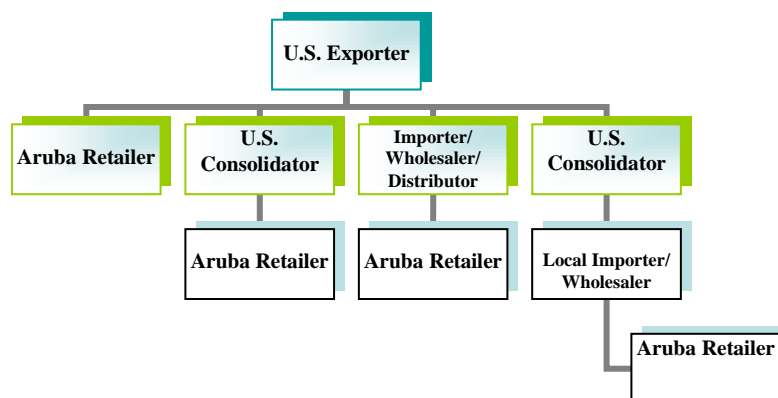 U.S. Exporter
Aruba Retailer
U.S.
Consolidator
Importer/
Wholesaler/
Distributor
U.S.
Consolidator
Aruba Retailer
Aruba Retailer
Local Importer/
Wholesaler
Aruba Retailer